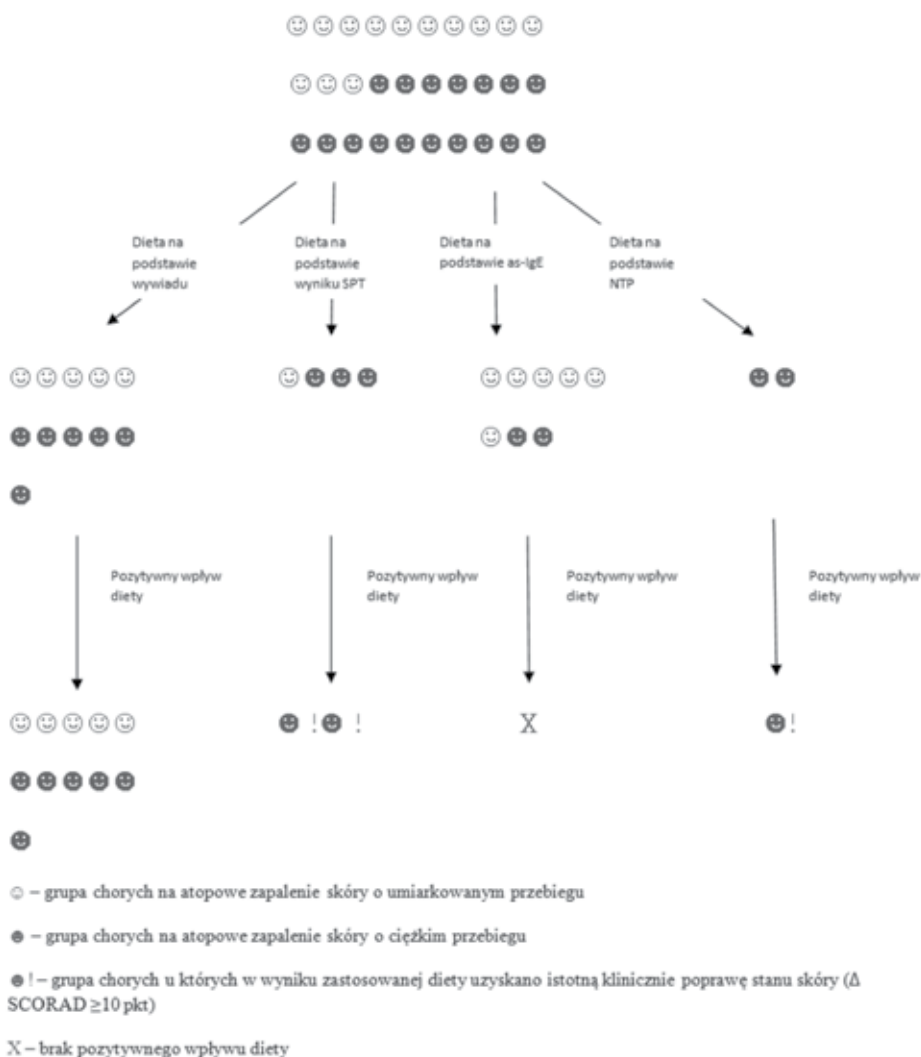 Dieta na podstawie wywiadu
Dieta na podstawie wyniku SPT
Dieta na podstawie as-IgE
Dieta na podstawie NTP
Pozytywny wpływ diety
Pozytywny wpływ diety
Pozytywny wpływ diety
Pozytywny wpływ diety
! !
X
!
☺ – grupa chorych na atopowe zapalenie skóry o umiarkowanym przebiegu
☻ – grupa chorych na atopowe zapalenie skóry o ciężkim przebiegu
☻! – grupa chorych u których w wyniku zastosowanej diety uzyskano istotną klinicznie poprawę stanu skóry (Δ
SCORAD ≥10 pkt)
X – brak pozytywnego wpływu diety